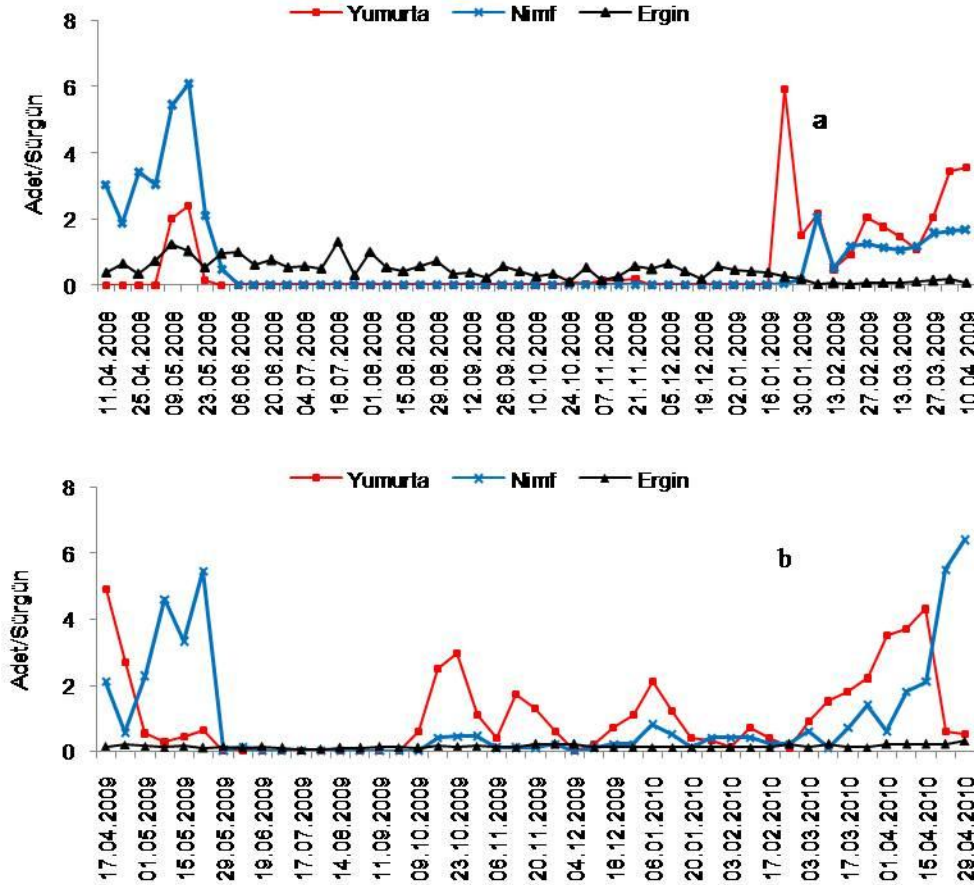 Yumurta Nimf Ergin
8
6
4
2
0
Adet/Sürgün
a
11.04.2008 25.04.2008 09.05.2008 23.05.2008 06.06.2008 20.06.2008 04.07.2008 18.07.2008 01.08.2008 15.08.2008 29.08.2008 12.09.2008 26.09.2008 10.10.2008 24.10.2008 07.11.2008 21.11.2008 05.12.2008 19.12.2008 02.01.2009 16.01.2009 30.01.2009 13.02.2009 27.02.2009 13.03.2009 27.03.2009 10.04.2009
Yumurta Nimf Ergin
8
6
4
2
0
Adet/Sürgün
b
17.04.2009 01.05.2009 15.05.2009 29.05.2009 19.06.2009 17.07.2009 14.08.2009 11.09.2009 09.10.2009 23.10.2009 06.11.2009 20.11.2009 04.12.2009 16.12.2009 06.01.2010 20.01.2010 03.02.2010 17.02.2010 03.03.2010 17.03.2010 01.04.2010 15.04.2010 29.04.2010